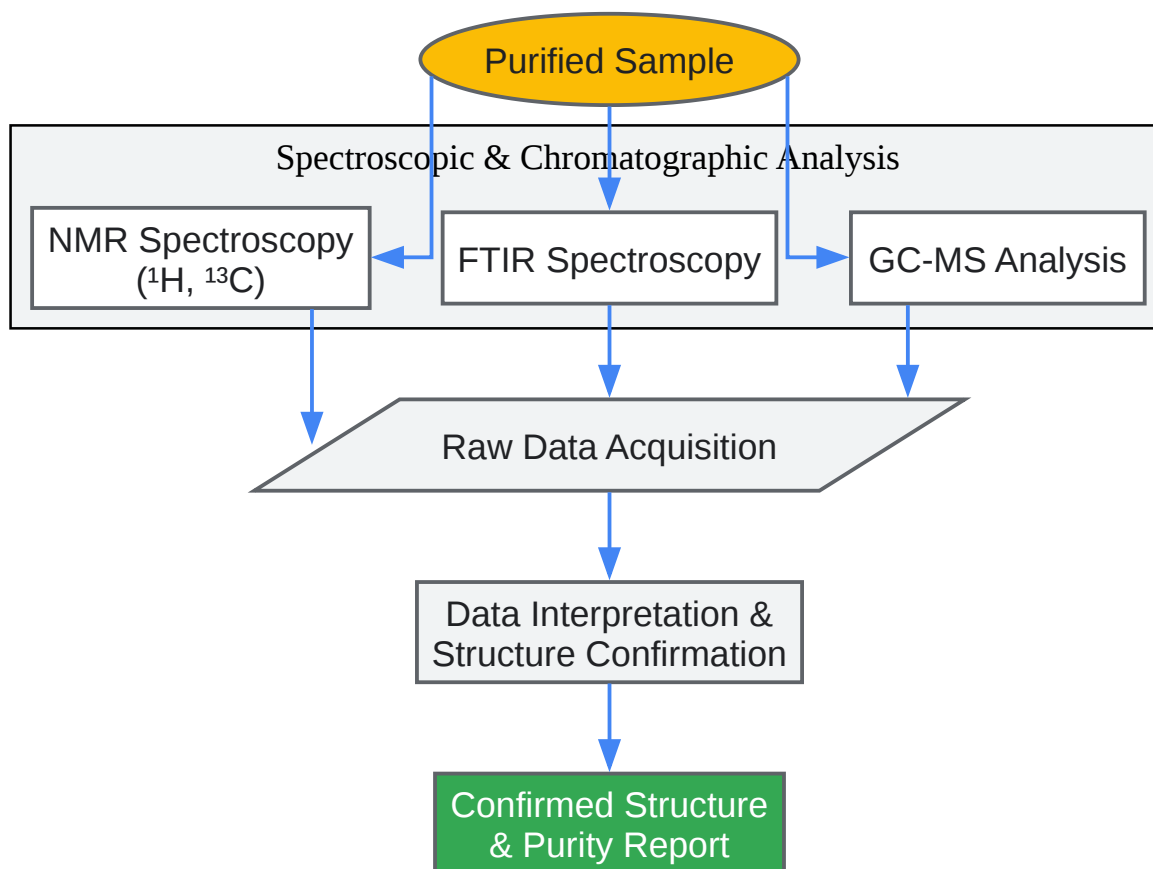 Purified Sample
Spectroscopic & Chromatographic Analysis
NMR Spectroscopy
(¹H, ¹³C)
FTIR Spectroscopy
GC-MS Analysis
Raw Data Acquisition
Data Interpretation &
Structure Confirmation
Confirmed Structure
& Purity Report